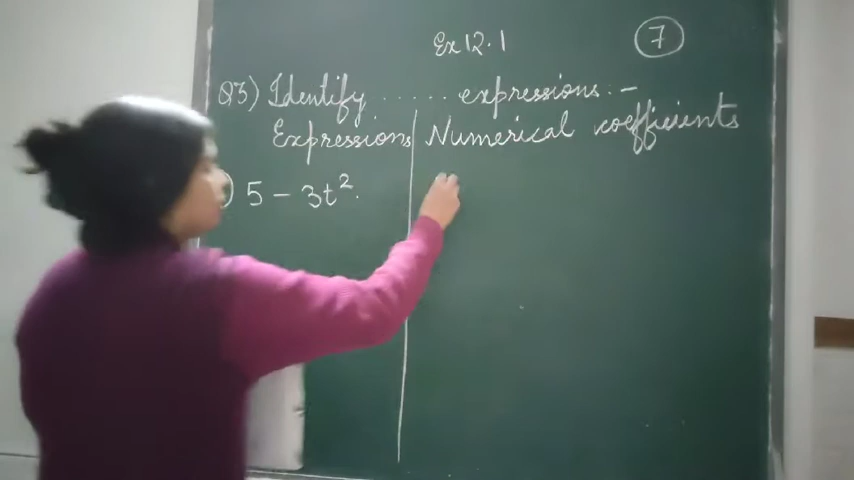 Ex 12.1
7
Q3) Identify ...... expressions :-
Expressions Numerical coefficients
) 5 - 3t².